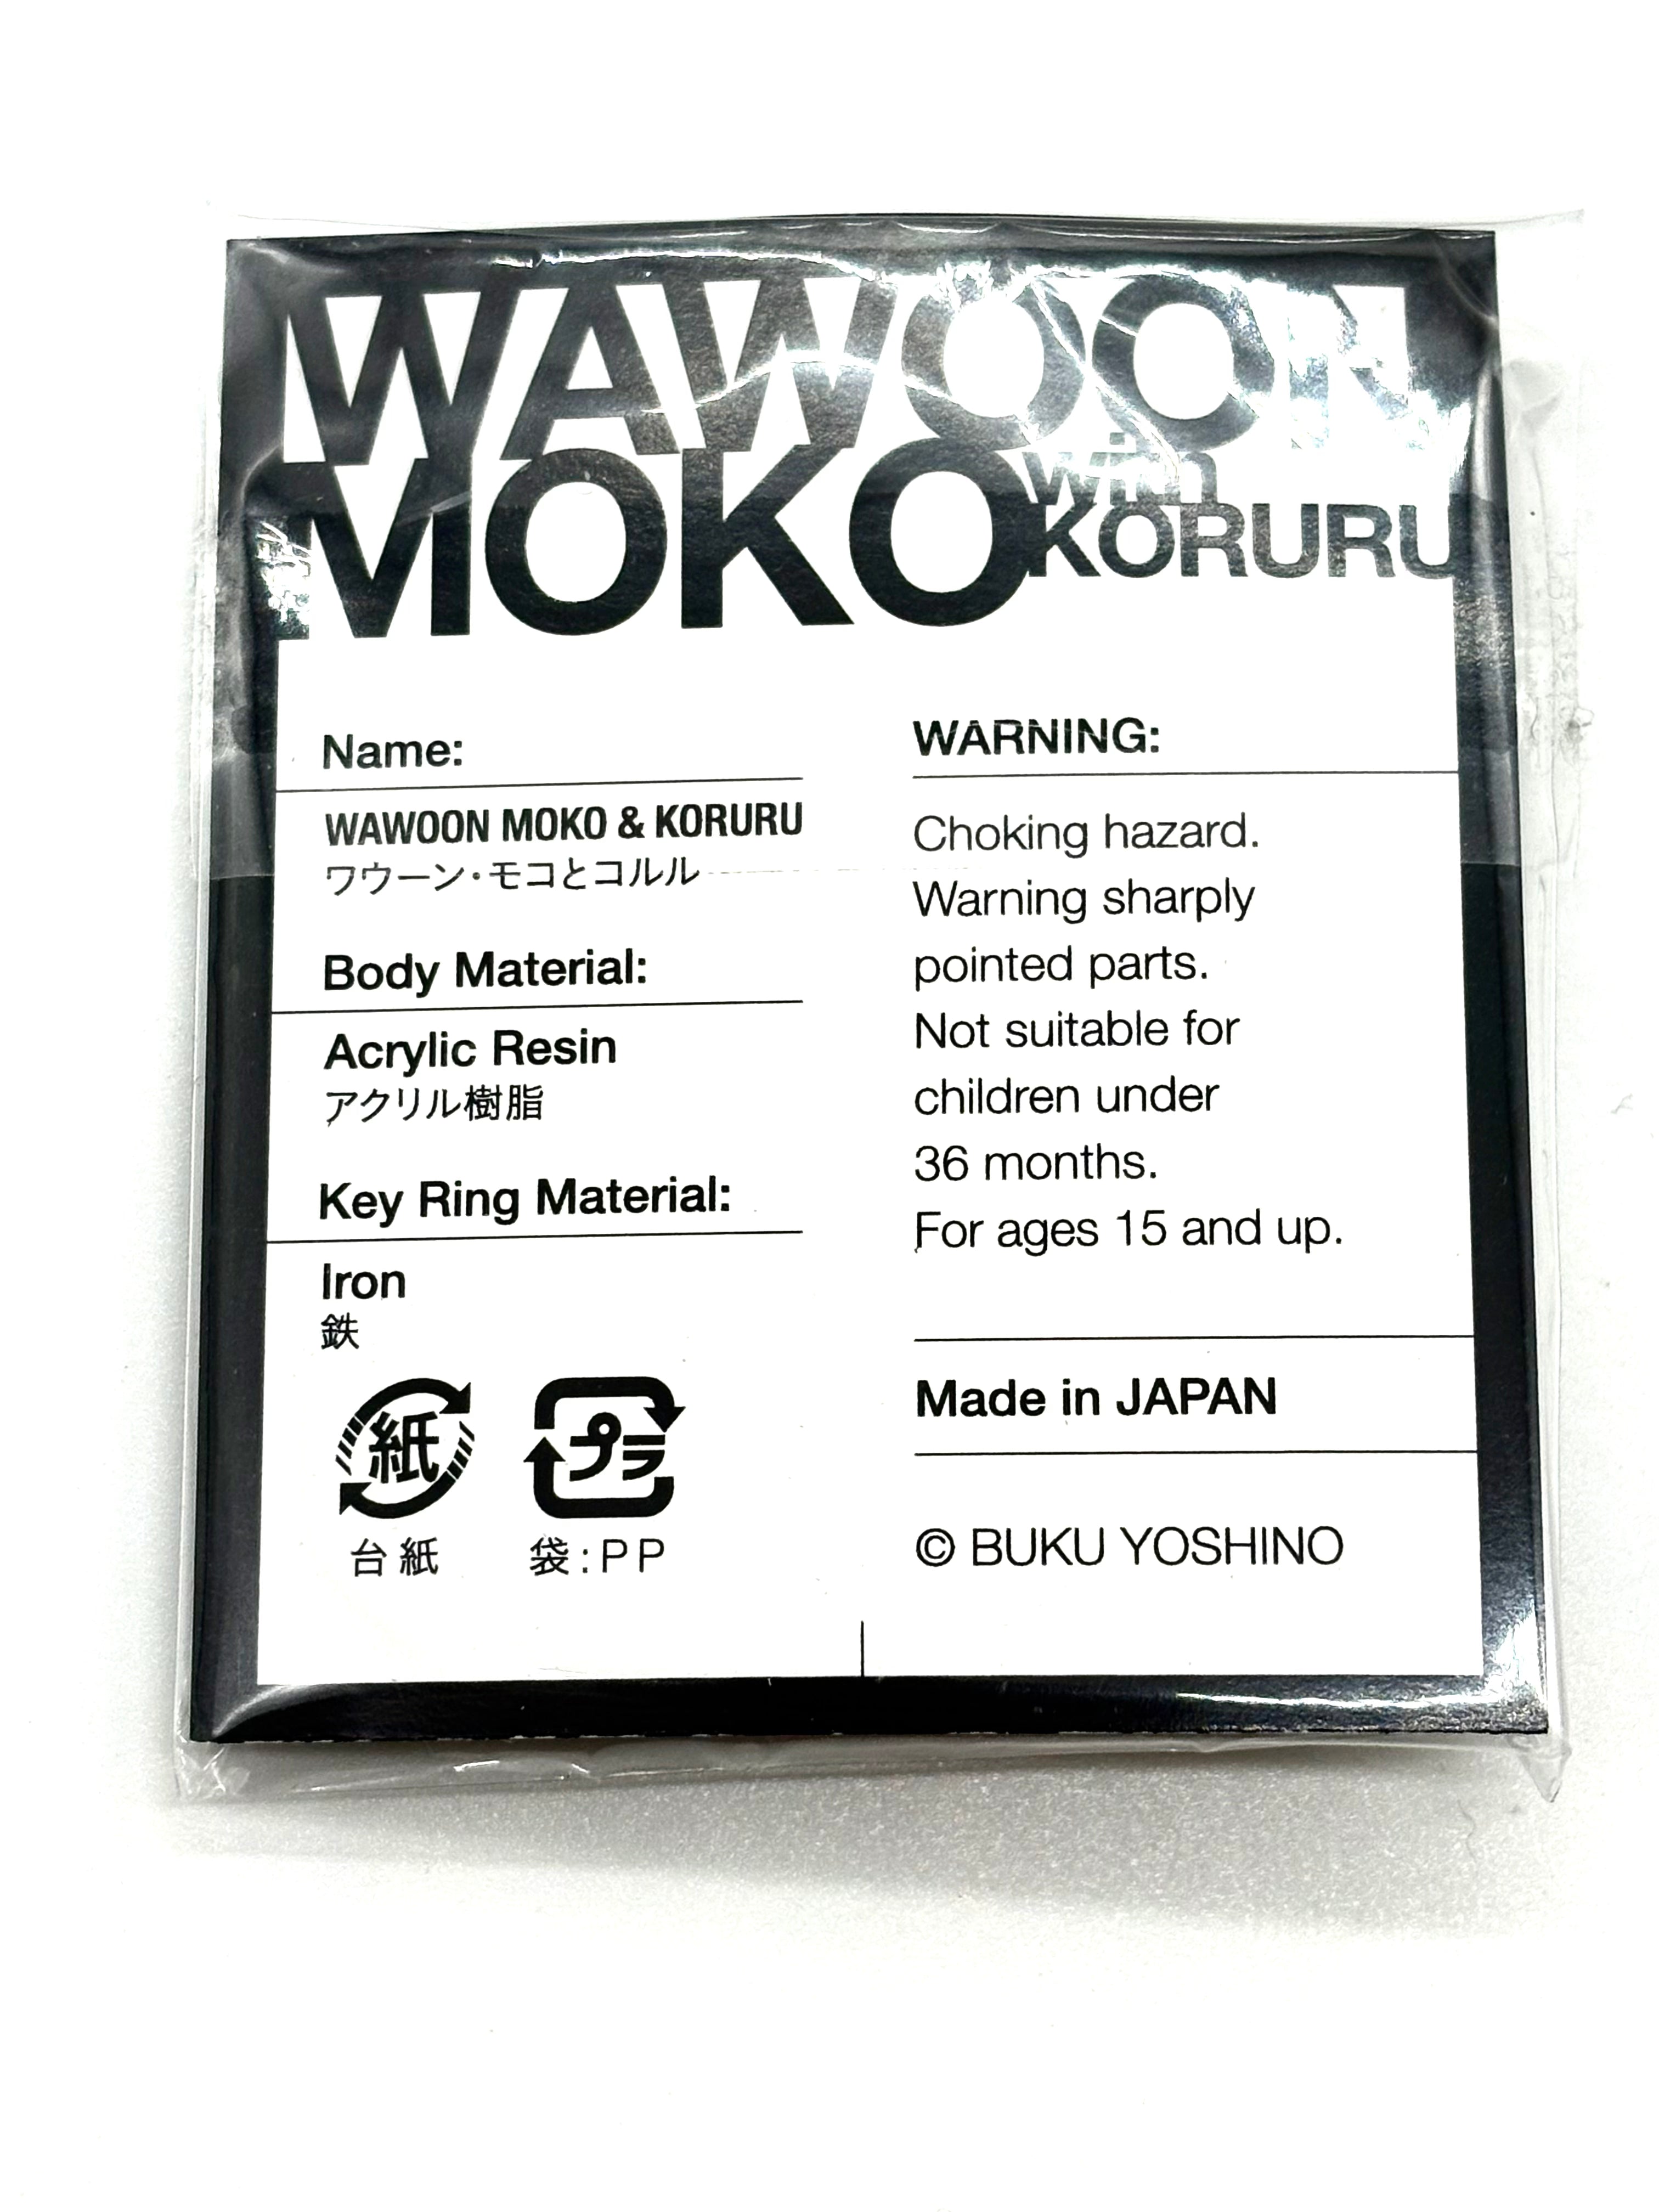 WAWOON
MOKO with
KORURU
Name:
WAWOON MOKO & KORURU
ワウーン・モコとコルル
Body Material:
Acrylic Resin
アクリル樹脂
Key Ring Material:
Iron
鉄
紙
プラ
台紙
袋:PP
WARNING:
Choking hazard.
Warning sharply
pointed parts.
Not suitable for
children under
36 months.
For ages 15 and up.
Made in JAPAN
© BUKU YOSHINO